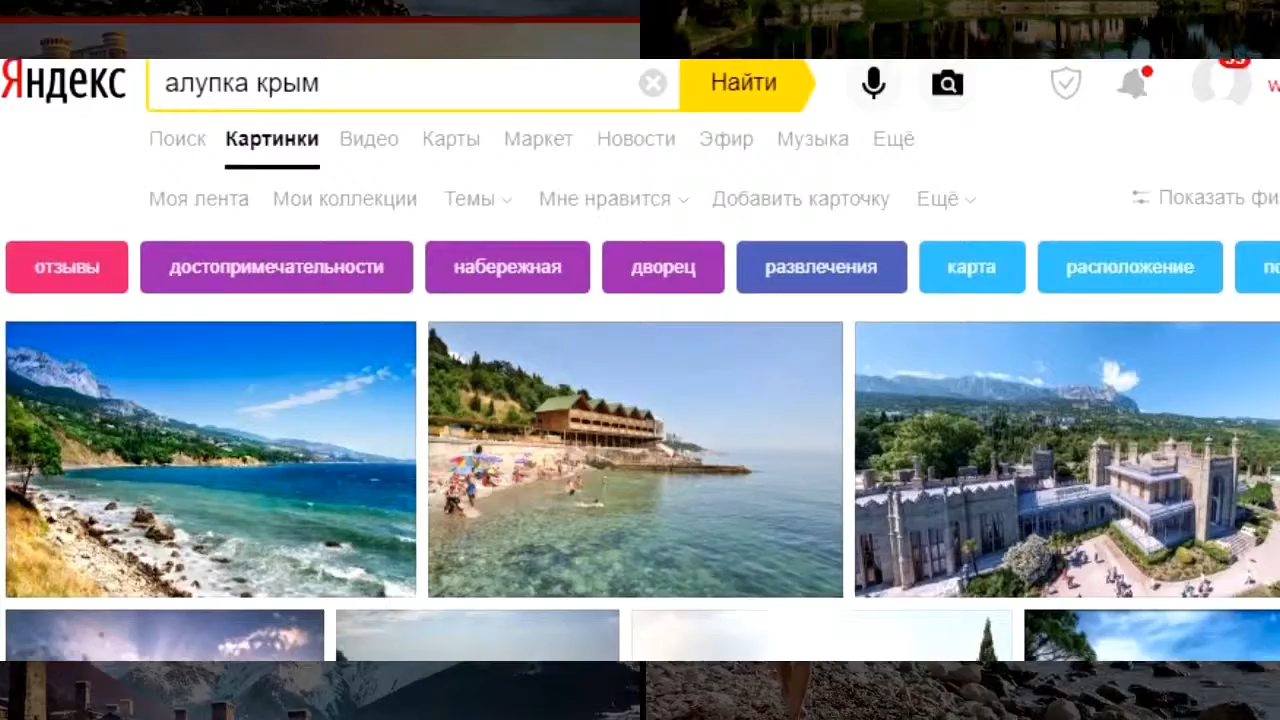 Яндекс
алупка крым
Найти
Поиск Картинки Видео Карты Маркет Новости Эфир Музыка Ещё
Моя лента Мои коллекции Темы Мне нравится Добавить карточку Ещё Показать фи
отзывы достопримечательности набережная дворец развлечения карта расположение